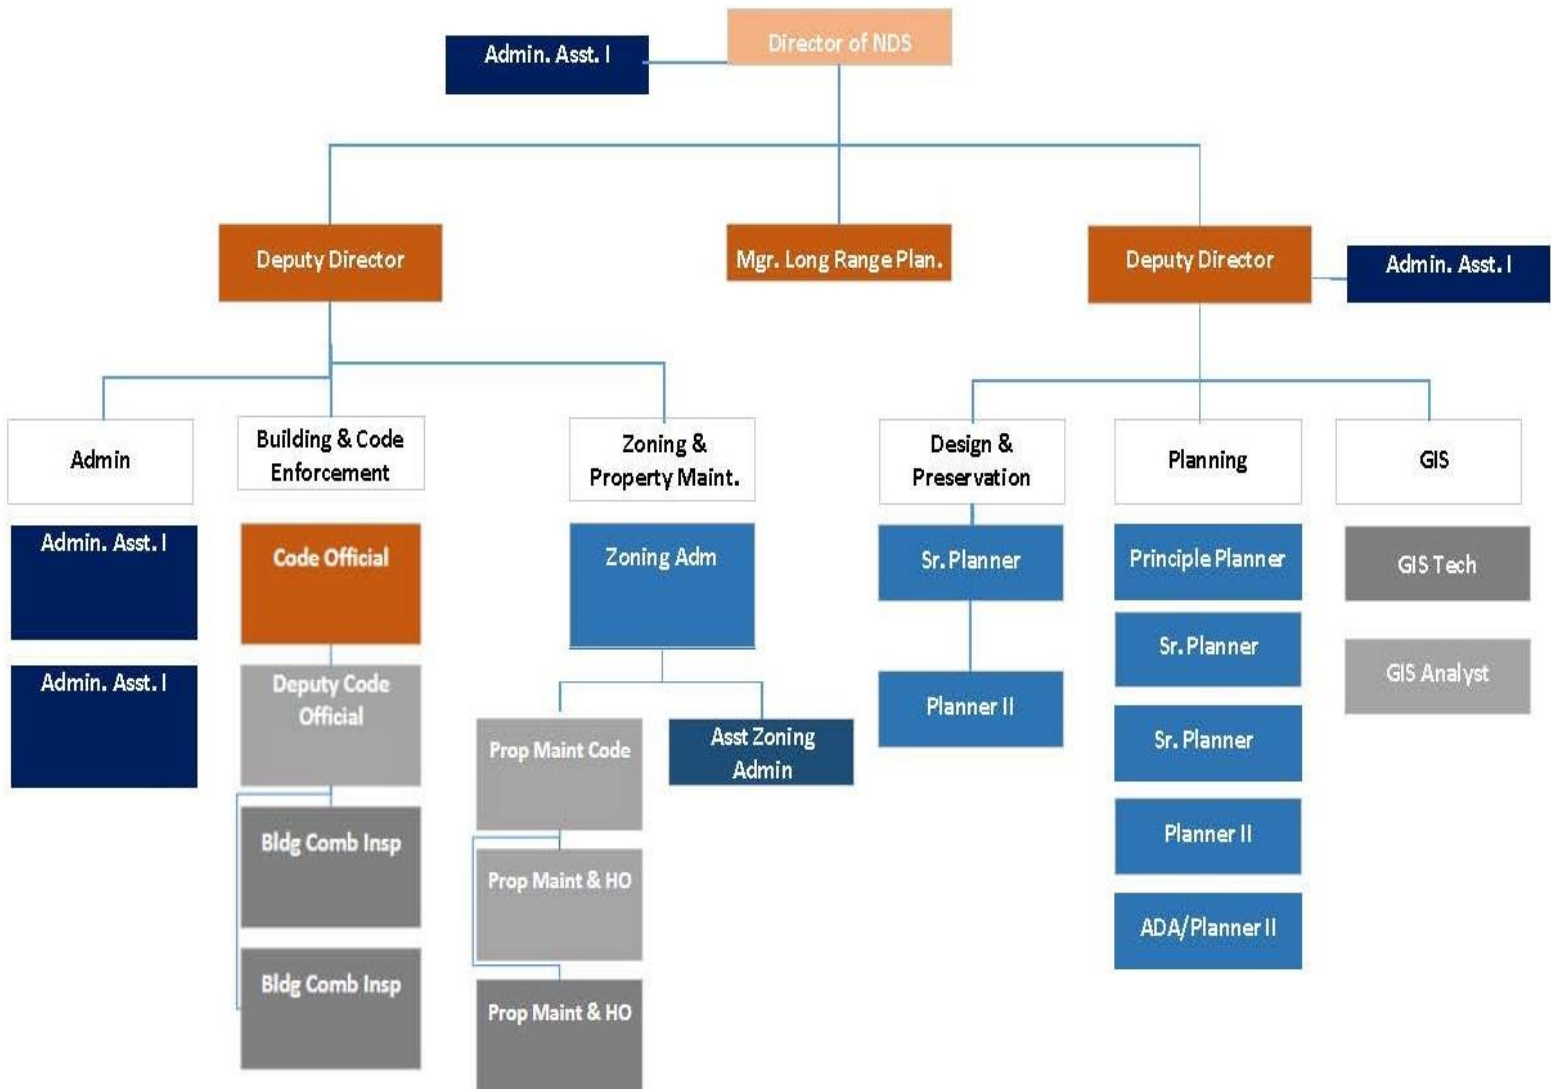 Director of NDS
Admin. Asst. I
Deputy Director
Mgr. Long Range Plan.
Deputy Director
Admin. Asst. I
Admin
Building & Code
Enforcement
Zoning &
Property Maint.
Design &
Preservation
Planning
GIS
Admin. Asst. I
Admin. Asst. I
Code Official
Deputy Code
Official
Bldg Comb Insp
Bldg Comb Insp
Zoning Adm
Prop Maint Code
Prop Maint & HO
Prop Maint & HO
Asst Zoning
Admin
Sr. Planner
Planner II
Principle Planner
Sr. Planner
Sr. Planner
Planner II
ADA/Planner II
GIS Tech
GIS Analyst